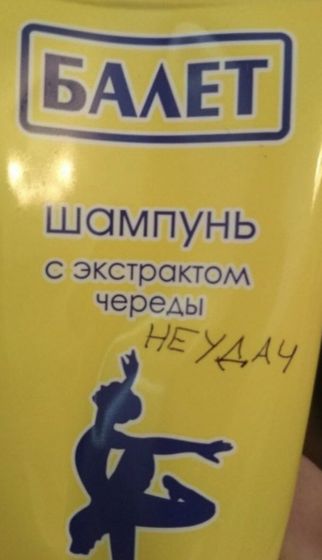 БАЛЕТ
шампунь
с экстрактом
череды
НЕУДАЧ